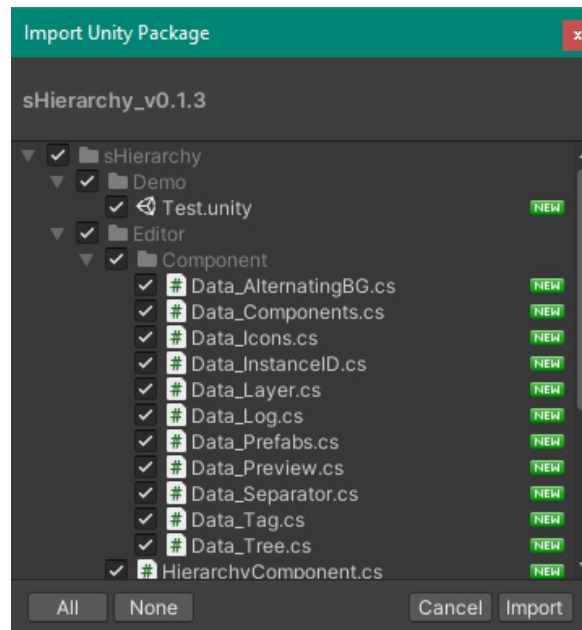 Import Unity Package
x
sHierarchy_v0.1.3
sHierarchy
Demo
Test.unity NEW
Editor
Component
# Data_AlternatingBG.cs NEW
# Data_Components.cs NEW
# Data_Icons.cs NEW
# Data_InstanceID.cs NEW
# Data_Layer.cs NEW
# Data_Log.cs NEW
# Data_Prefabs.cs NEW
# Data_Preview.cs NEW
# Data_Separator.cs NEW
# Data_Tag.cs NEW
# Data_Tree.cs NEW
# HierarchyComponent.cs NEW
All None Cancel Import